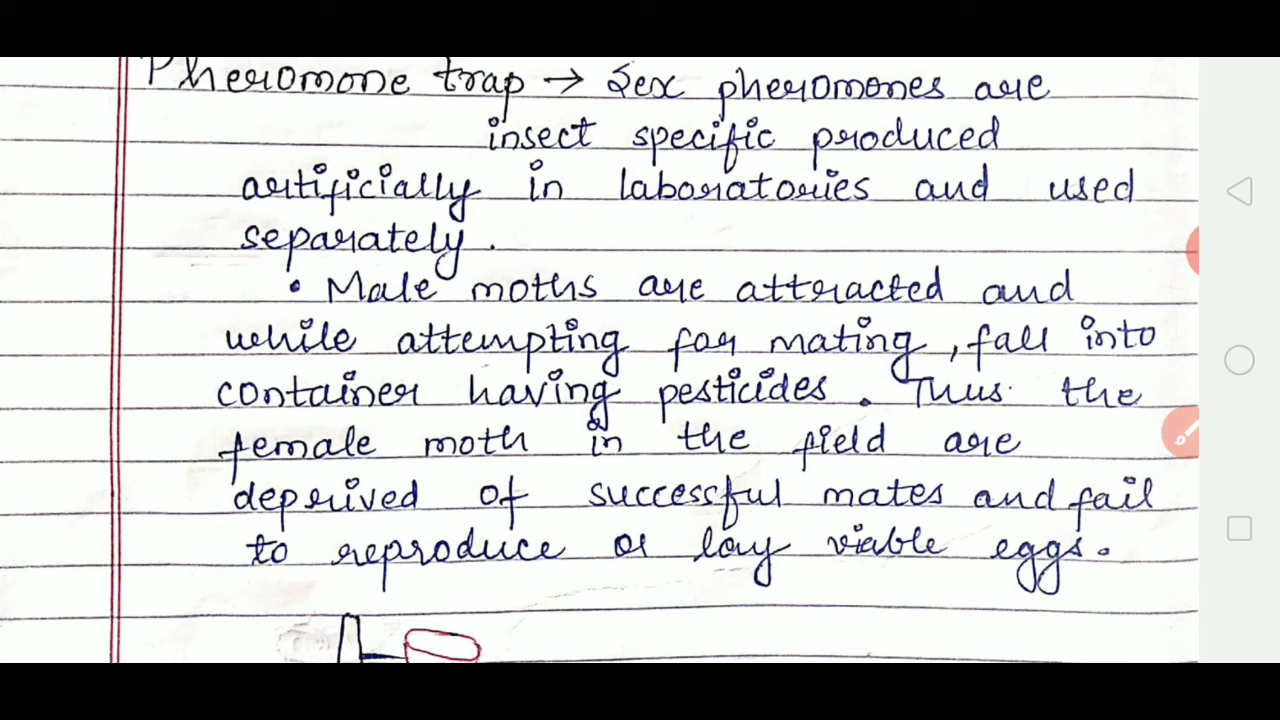 Pheromone trap → Sex pheromones are
insect specific produced
artificially in laboratories and used
separately.
• Male moths are attracted and
while attempting for mating, fall into
container having pesticides. Thus the
female moth in the field are
deprived of successful mates and fail
to reproduce or lay viable eggs.